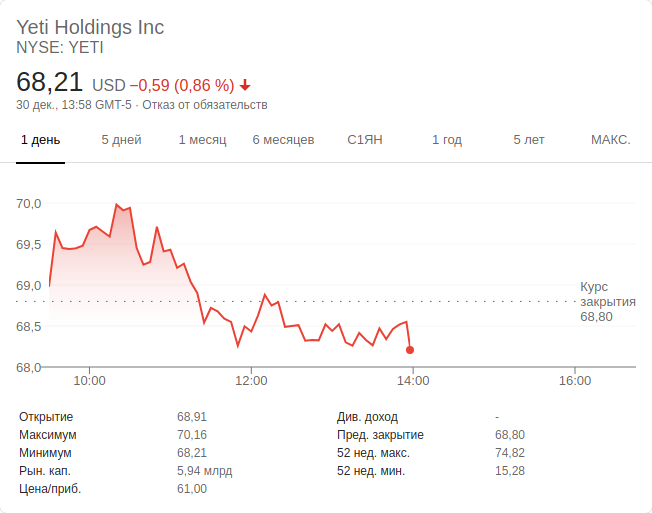 Yeti Holdings Inc
NYSE: YETI
68,21 USD −0,59 (0,86 %)
30 дек., 13:58 GMT-5 · Отказ от обязательств
1 день 5 дней 1 месяц 6 месяцев С1ЯН 1 год 5 лет МАКС.
70,0
69,5
69,0
68,5
68,0
Курс
закрытия
68,80
10:00 12:00 14:00 16:00
Открытие 68,91 Див. доход -
Максимум 70,16 Пред. закрытие 68,80
Минимум 68,21 52 нед. макс. 74,82
Рын. кап. 5,94 млрд 52 нед. мин. 15,28
Цена/приб. 61,00